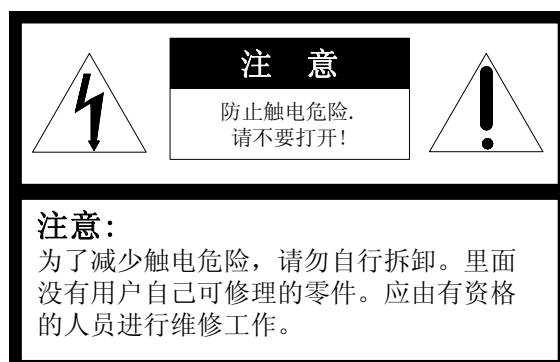 注 意
防止触电危险.
请不要打开!
注意:
为了减少触电危险，请勿自行拆卸。里面
没有用户自己可修理的零件。应由有资格
的人员进行维修工作。